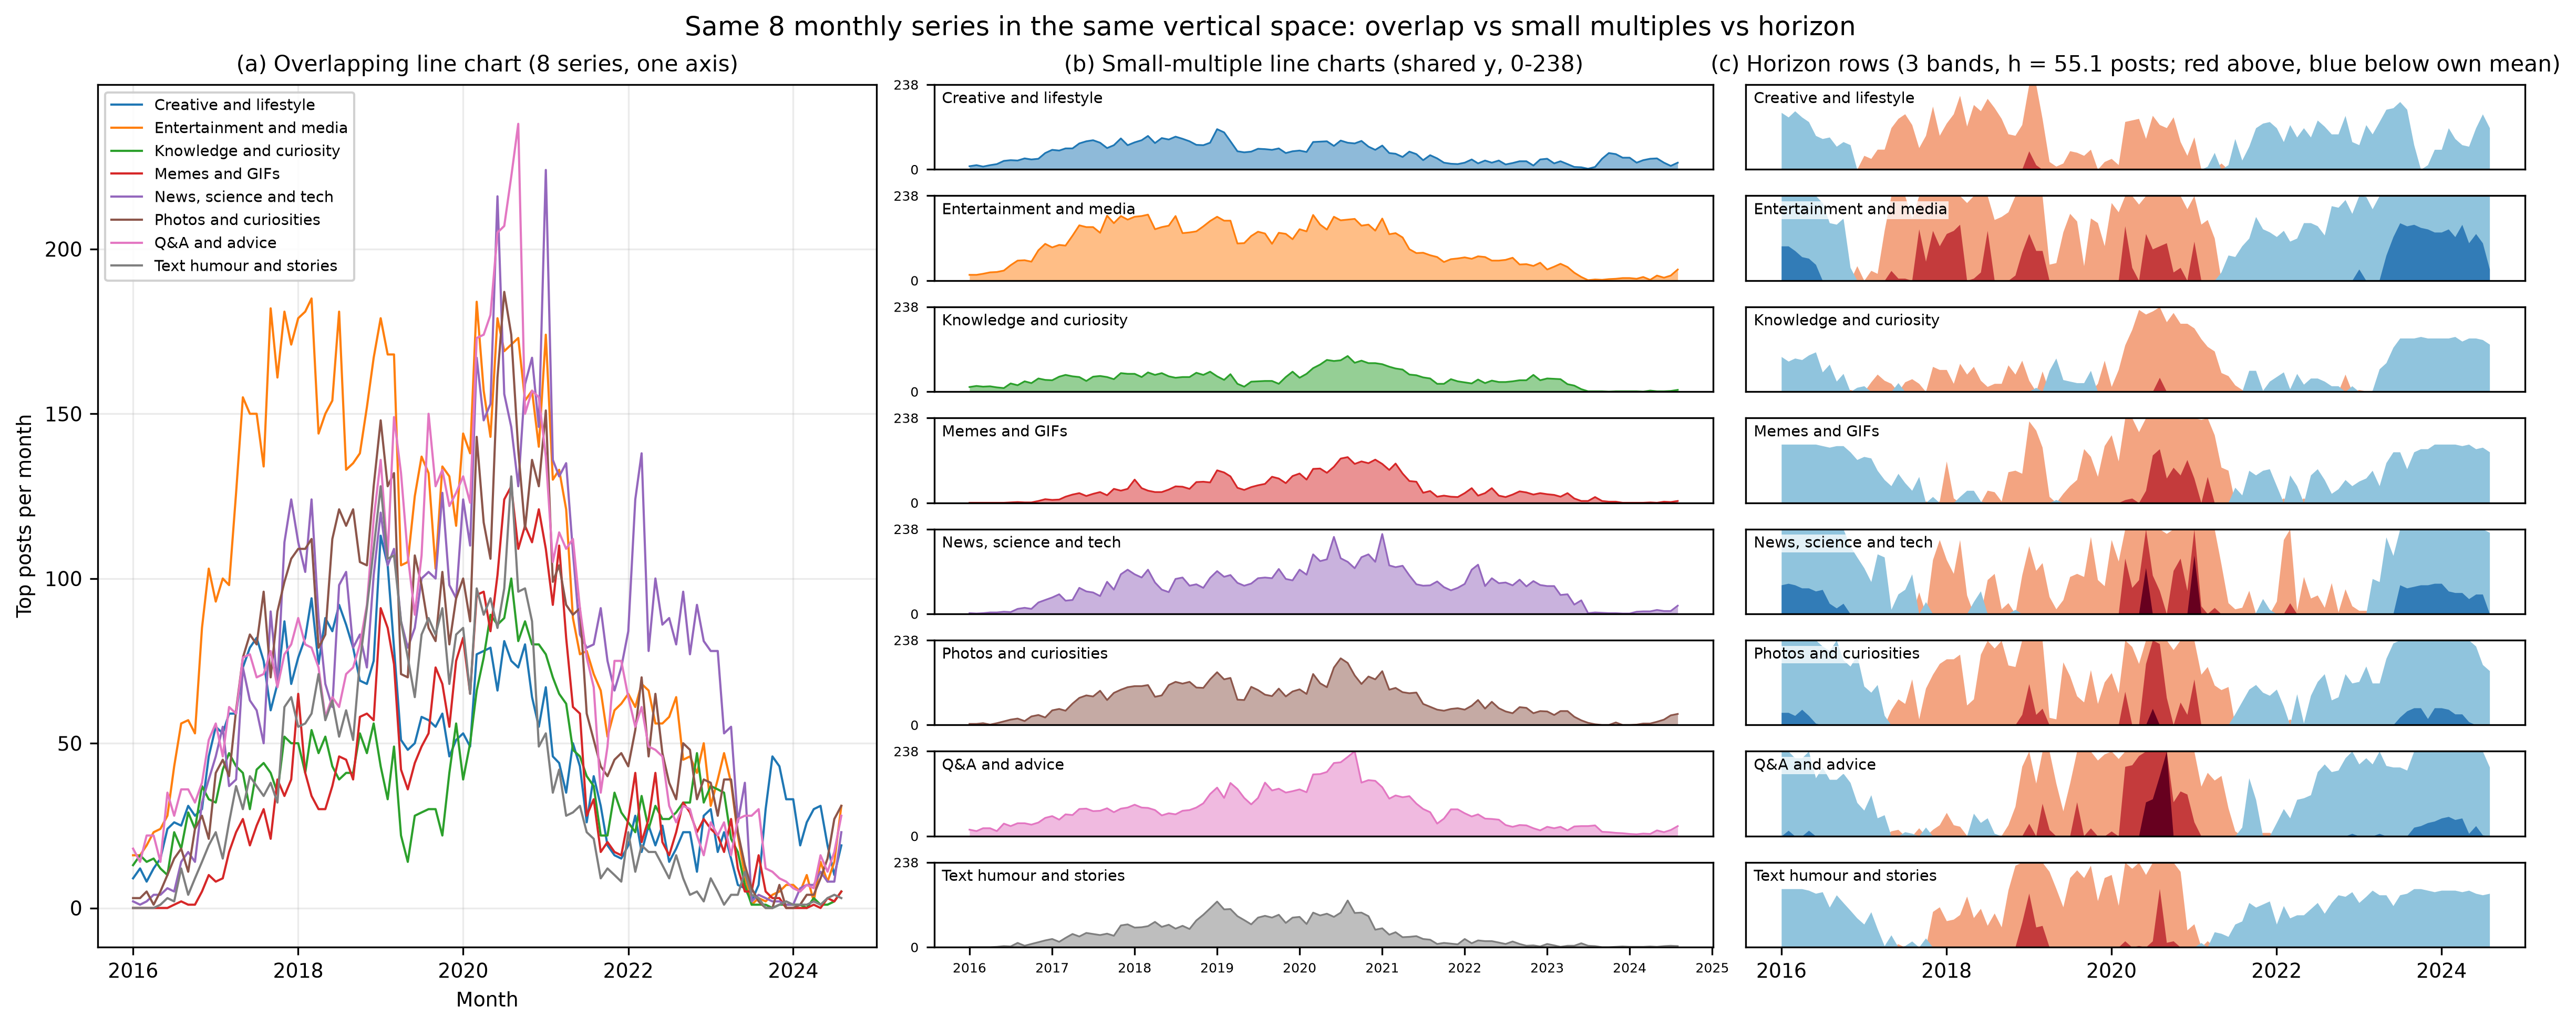 Same 8 monthly series in the same vertical space: overlap vs small multiples vs horizon
(a) Overlapping line chart (8 series, one axis)
Creative and lifestyle
Entertainment and media
Knowledge and curiosity
Memes and GIFs
News, science and tech
Photos and curiosities
Q&A and advice
Text humour and stories
Top posts per month
200
150
100
50
0
2016
2018
2020
2022
2024
Month
(b) Small-multiple line charts (shared y, 0-238)
238
Creative and lifestyle
0
238
Entertainment and media
0
238
Knowledge and curiosity
0
238
Memes and GIFs
0
238
News, science and tech
0
238
Photos and curiosities
0
238
Q&A and advice
0
238
Text humour and stories
0
2016
2017
2018
2019
2020
2021
2022
2023
2024
2025
(c) Horizon rows (3 bands, h = 55.1 posts; red above, blue below own mean)
Creative and lifestyle
Entertainment and media
Knowledge and curiosity
Memes and GIFs
News, science and tech
Photos and curiosities
Q&A and advice
Text humour and stories
2016
2018
2020
2022
2024